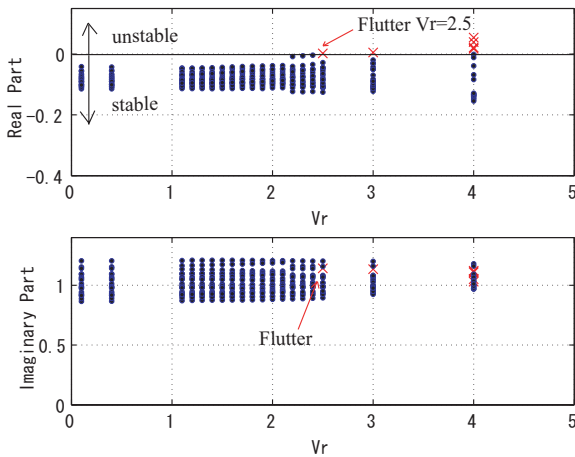 Flutter Vr=2.5
unstable
stable
Real Part
0
-0.2
-0.4
0 1 2 3 4 5
Vr
Imaginary Part
1
0.5
0
Flutter
0 1 2 3 4 5
Vr